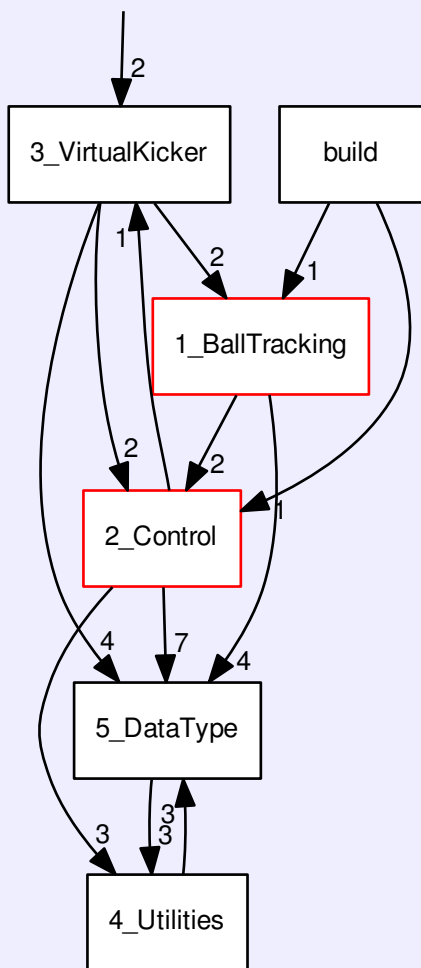 2
3_VirtualKicker
build
1
2
1
1_BallTracking
2
2
1
2_Control
4
7
4
5_DataType
3
3
3
4_Utilities